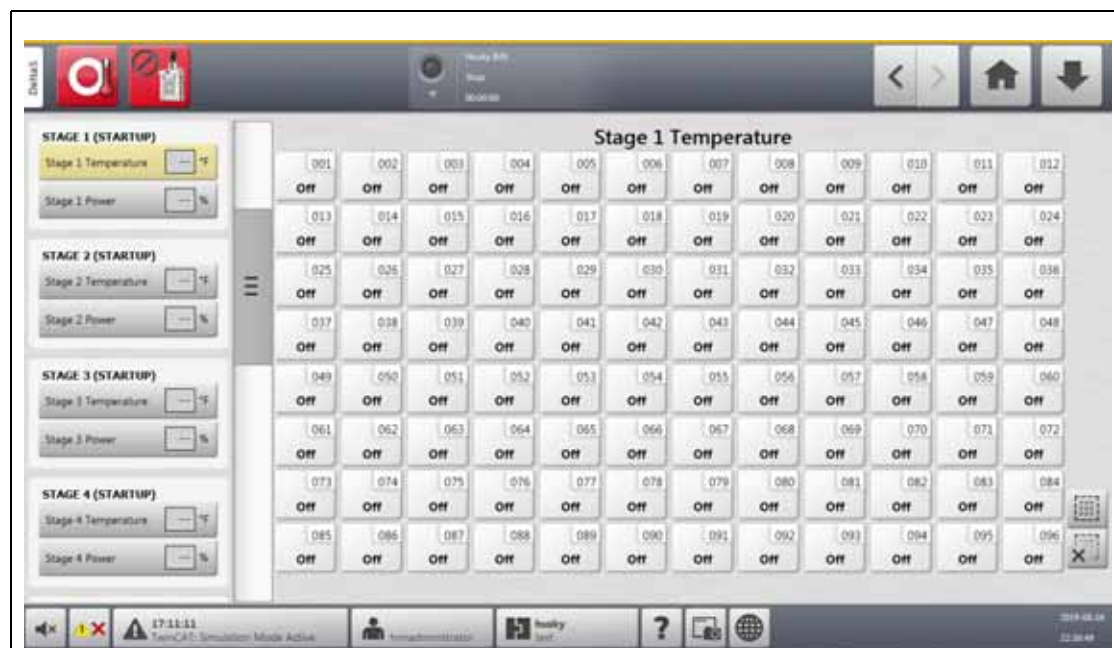 DeltaS
STAGE 1 (STARTUP)
Stage 1 Temperature -- °F
Stage 1 Power -- %
STAGE 2 (STARTUP)
Stage 2 Temperature -- °F
Stage 2 Power -- %
STAGE 3 (STARTUP)
Stage 3 Temperature -- °F
Stage 3 Power -- %
STAGE 4 (STARTUP)
Stage 4 Temperature -- °F
Stage 4 Power -- %
Stage 1 Temperature
001 002 003 004 005 006 007 008 009 010 011 012
Off Off Off Off Off Off Off Off Off Off Off Off
013 014 015 016 017 018 019 020 021 022 023 024
Off Off Off Off Off Off Off Off Off Off Off Off
025 026 027 028 029 030 031 032 033 034 035 036
Off Off Off Off Off Off Off Off Off Off Off Off
037 038 039 040 041 042 043 044 045 046 047 048
Off Off Off Off Off Off Off Off Off Off Off Off
049 050 051 052 053 054 055 056 057 058 059 060
Off Off Off Off Off Off Off Off Off Off Off Off
061 062 063 064 065 066 067 068 069 070 071 072
Off Off Off Off Off Off Off Off Off Off Off Off
073 074 075 076 077 078 079 080 081 082 083 084
Off Off Off Off Off Off Off Off Off Off Off Off
085 086 087 088 089 090 091 092 093 094 095 096
Off Off Off Off Off Off Off Off Off Off Off Off
17:11:11
TwinCAT: Simulation Mode Active
husky
?